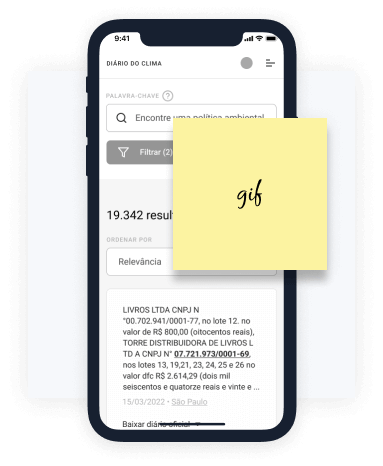 9:41
DIÁRIO DO CLIMA
PALAVRA-CHAVE ?
Encontre uma política ambiental
Filtrar (2)
gif
19.342 resul
ORDENAR POR
Relevância
LIVROS LTDA CNPJ N
"00.702.941/0001-77, no lote 12. no
valor de R$ 800,00 (oitocentos reais),
TORRE DISTRIBUIDORA DE LIVROS L
TD A CNPJ N° 07.721.973/0001-69,
nos lotes 13, 19,21, 23, 24, 25 e 26 no
valor dfc R$ 2.614,29 (dois mil
seiscentos e quatorze reais e vinte e ...
15/03/2022 • São Paulo
Baixar diário oficial